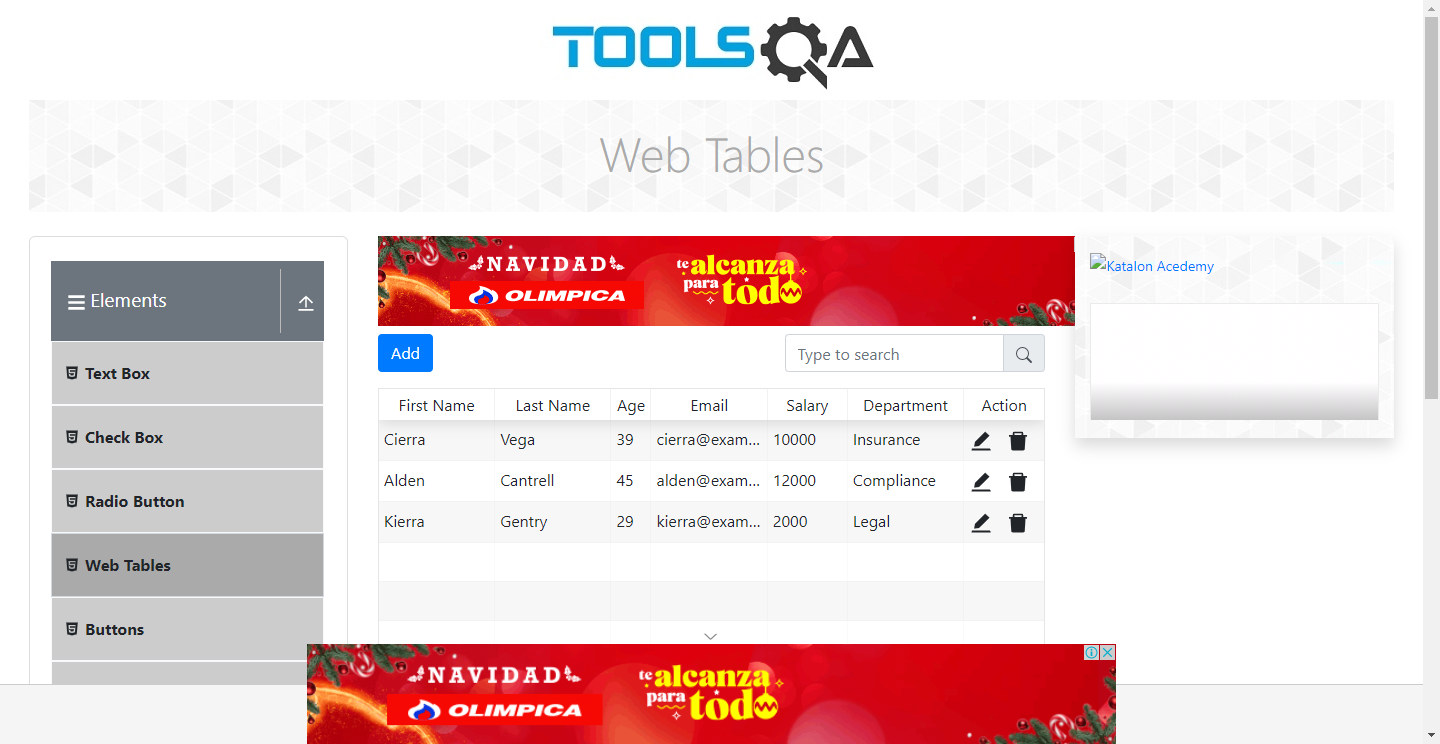 TOOLSQA
Web Tables
Elements
Text Box
Check Box
Radio Button
Web Tables
Buttons
NAVIDAD
OLIMPICA
te alcanza
para todo
Katalon Acedemy
Add
Type to search
First Name Last Name Age Email Salary Department Action
Cierra Vega 39 cierra@exam... 10000 Insurance
Alden Cantrell 45 alden@exam... 12000 Compliance
Kierra Gentry 29 kierra@exam... 2000 Legal
NAVIDAD
OLIMPICA
te alcanza
para todo